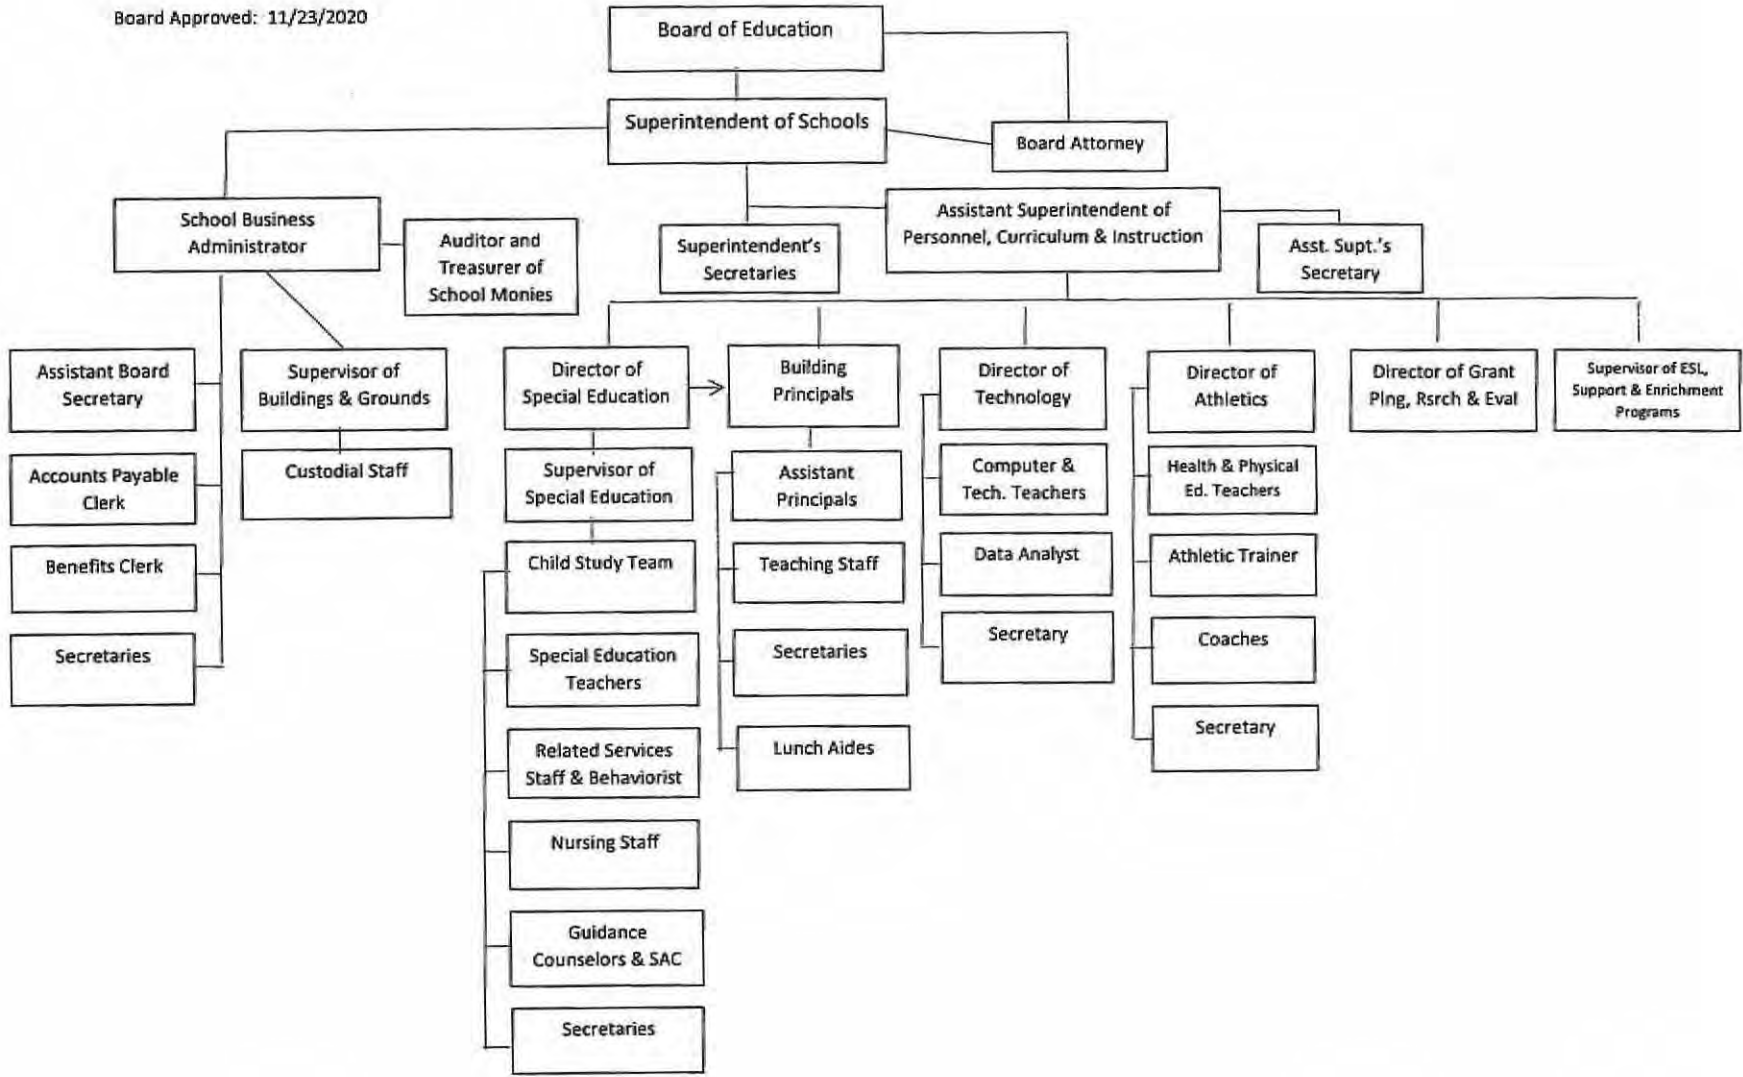 Board Approved: 11/23/2020
Board of Education
Superintendent of Schools
Board Attorney
School Business
Administrator
Auditor and
Treasurer of
School Monies
Superintendent's
Secretaries
Assistant Superintendent of
Personnel, Curriculum & Instruction
Asst. Supt.'s
Secretary
Assistant Board
Secretary
Supervisor of
Buildings & Grounds
Director of
Special Education
Building
Principals
Director of
Technology
Director of
Athletics
Director of Grant
Plng, Rsrch & Eval
Supervisor of ESL,
Support & Enrichment
Programs
Accounts Payable
Clerk
Custodial Staff
Supervisor of
Special Education
Assistant
Principals
Computer &
Tech. Teachers
Health & Physical
Ed. Teachers
Benefits Clerk
Child Study Team
Teaching Staff
Data Analyst
Athletic Trainer
Secretaries
Special Education
Teachers
Secretaries
Secretary
Coaches
Related Services
Staff & Behaviorist
Lunch Aides
Secretary
Nursing Staff
Guidance
Counselors & SAC
Secretaries